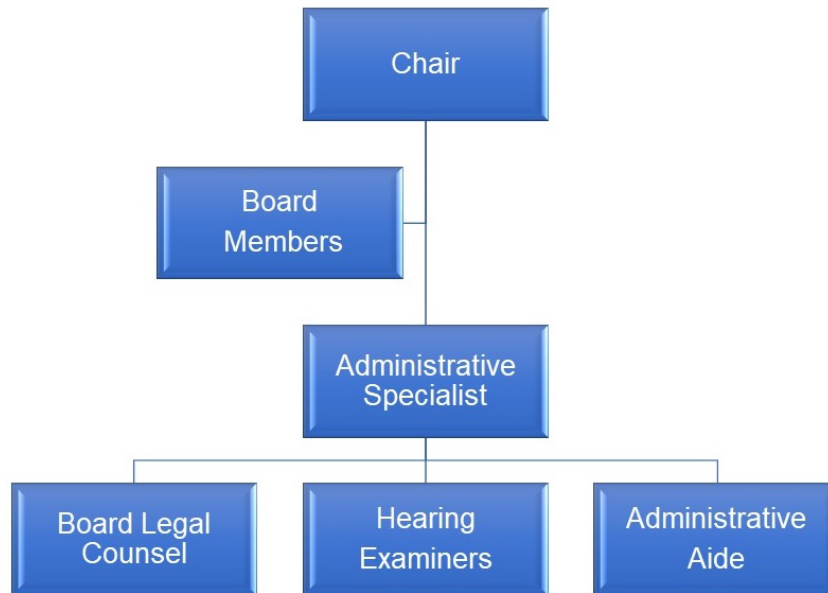 Chair
Board
Members
Administrative
Specialist
Board Legal
Counsel
Hearing
Examiners
Administrative
Aide